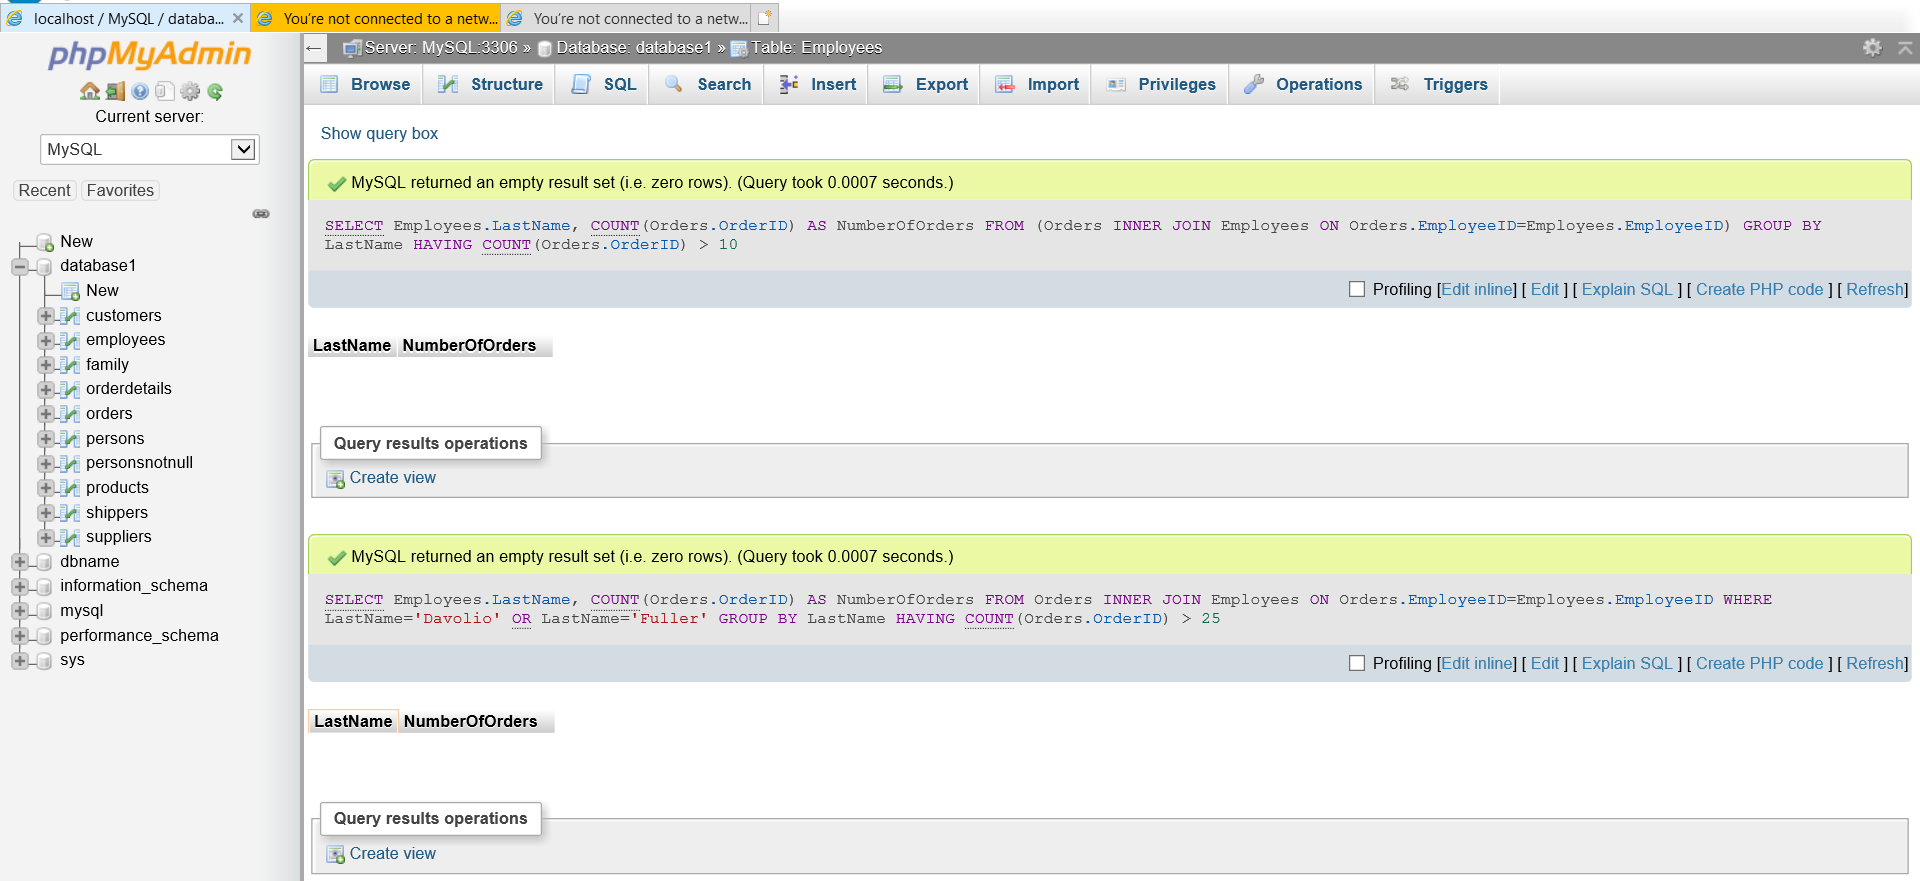 localhost / MySQL / databa...
You're not connected to a netw...
You're not connected to a netw...
phpMyAdmin
Current server:
MySQL
Recent
Favorites
New
database1
New
customers
employees
family
orderdetails
orders
persons
personsnotnull
products
shippers
suppliers
dbname
information_schema
mysql
performance_schema
sys
Server: MySQL:3306 » Database: database1 » Table: Employees
Browse
Structure
SQL
Search
Insert
Export
Import
Privileges
Operations
Triggers
Show query box
MySQL returned an empty result set (i.e. zero rows). (Query took 0.0007 seconds.)
SELECT Employees.LastName, COUNT(Orders.OrderID) AS NumberOfOrders FROM (Orders INNER JOIN Employees ON Orders.EmployeeID=Employees.EmployeeID) GROUP BY
LastName HAVING COUNT(Orders.OrderID) > 10
Profiling [Edit inline] [ Edit ] [ Explain SQL ] [ Create PHP code ] [ Refresh]
LastName NumberOfOrders
Query results operations
Create view
MySQL returned an empty result set (i.e. zero rows). (Query took 0.0007 seconds.)
SELECT Employees.LastName, COUNT(Orders.OrderID) AS NumberOfOrders FROM Orders INNER JOIN Employees ON Orders.EmployeeID=Employees.EmployeeID WHERE
LastName='Davolio' OR LastName='Fuller' GROUP BY LastName HAVING COUNT(Orders.OrderID) > 25
Profiling [Edit inline] [ Edit ] [ Explain SQL ] [ Create PHP code ] [ Refresh]
LastName NumberOfOrders
Query results operations
Create view